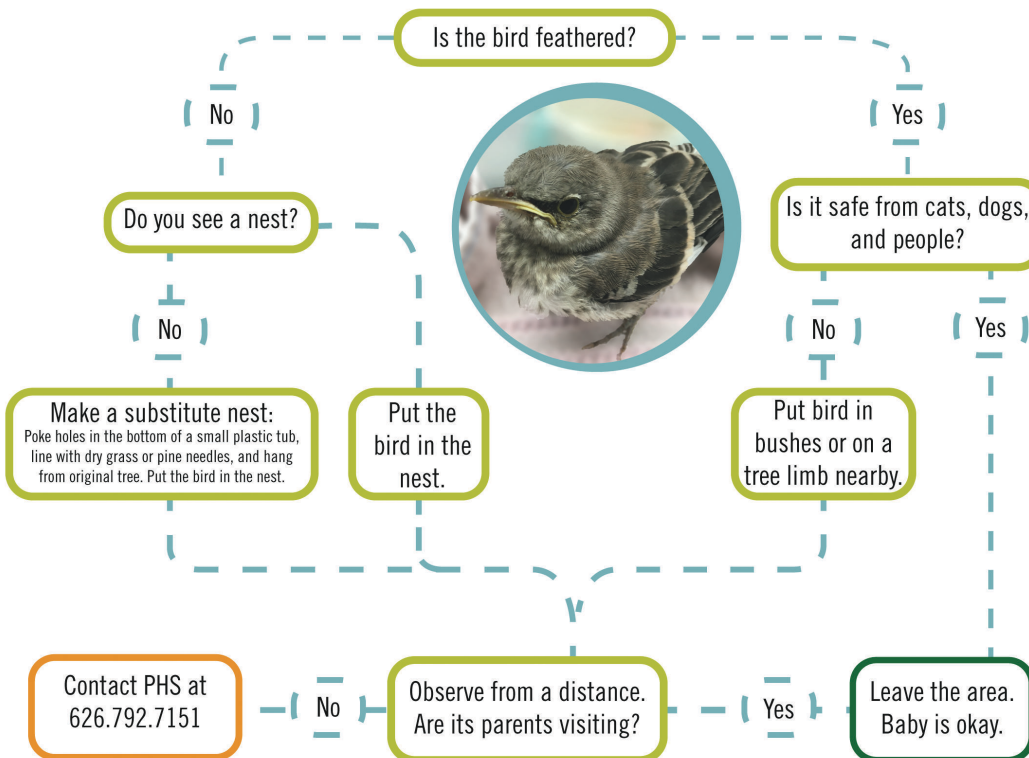 Is the bird feathered?
No
Yes
Do you see a nest?
Is it safe from cats, dogs,
and people?
No
No
Yes
Make a substitute nest:
Poke holes in the bottom of a small plastic tub,
line with dry grass or pine needles, and hang
from original tree. Put the bird in the nest.
Put the
bird in the
nest.
Put bird in
bushes or on a
tree limb nearby.
Contact PHS at
626.792.7151
No
Observe from a distance.
Are its parents visiting?
Yes
Leave the area.
Baby is okay.